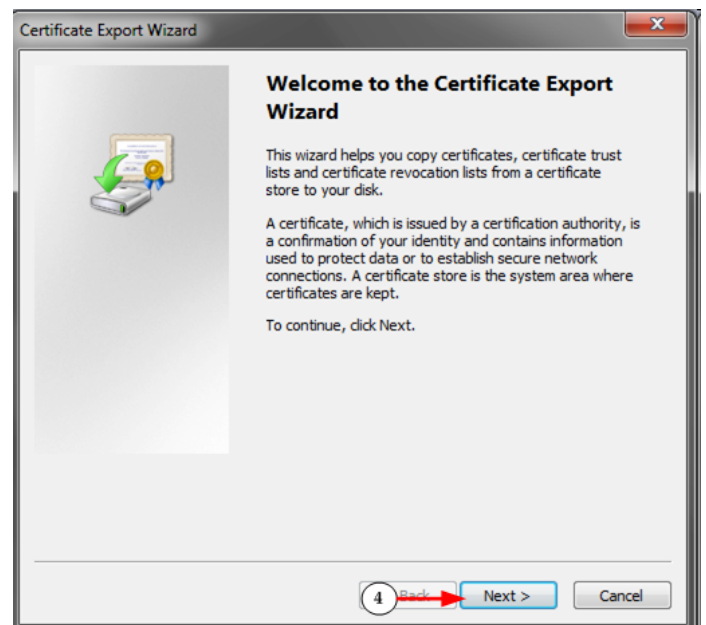 Certificate Export Wizard
Welcome to the Certificate Export
Wizard
This wizard helps you copy certificates, certificate trust
lists and certificate revocation lists from a certificate
store to your disk.
A certificate, which is issued by a certification authority, is
a confirmation of your identity and contains information
used to protect data or to establish secure network
connections. A certificate store is the system area where
certificates are kept.
To continue, click Next.
4 Back Next > Cancel